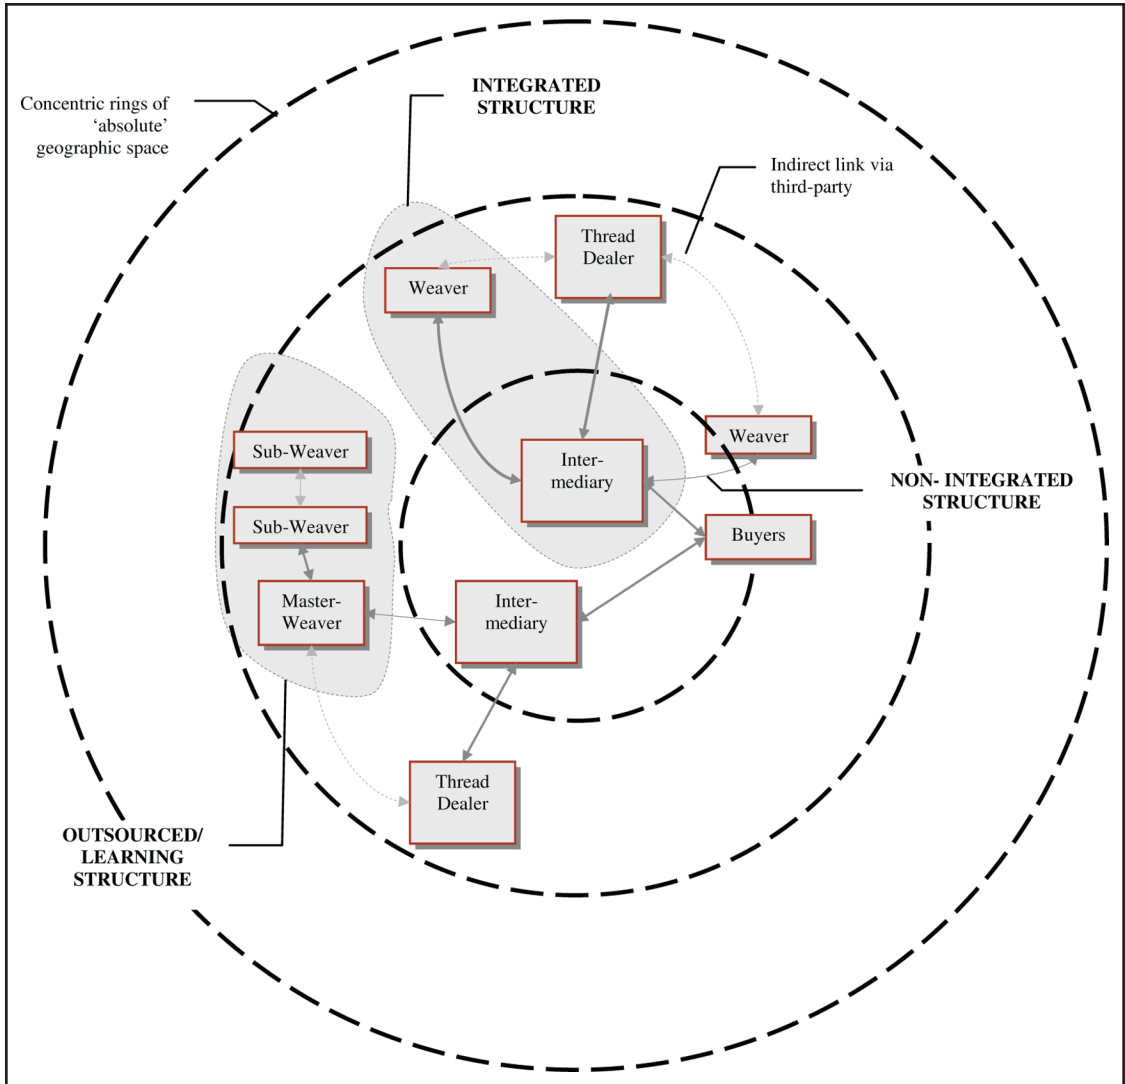 INTEGRATED
STRUCTURE
Concentric rings of
‘absolute’
geographic space
Indirect link via
third-party
Thread
Dealer
Weaver
Weaver
Sub-Weaver
Inter-
mediary
NON- INTEGRATED
STRUCTURE
Sub-Weaver
Buyers
Master-
Weaver
Inter-
mediary
Thread
Dealer
OUTSOURCED/
LEARNING
STRUCTURE